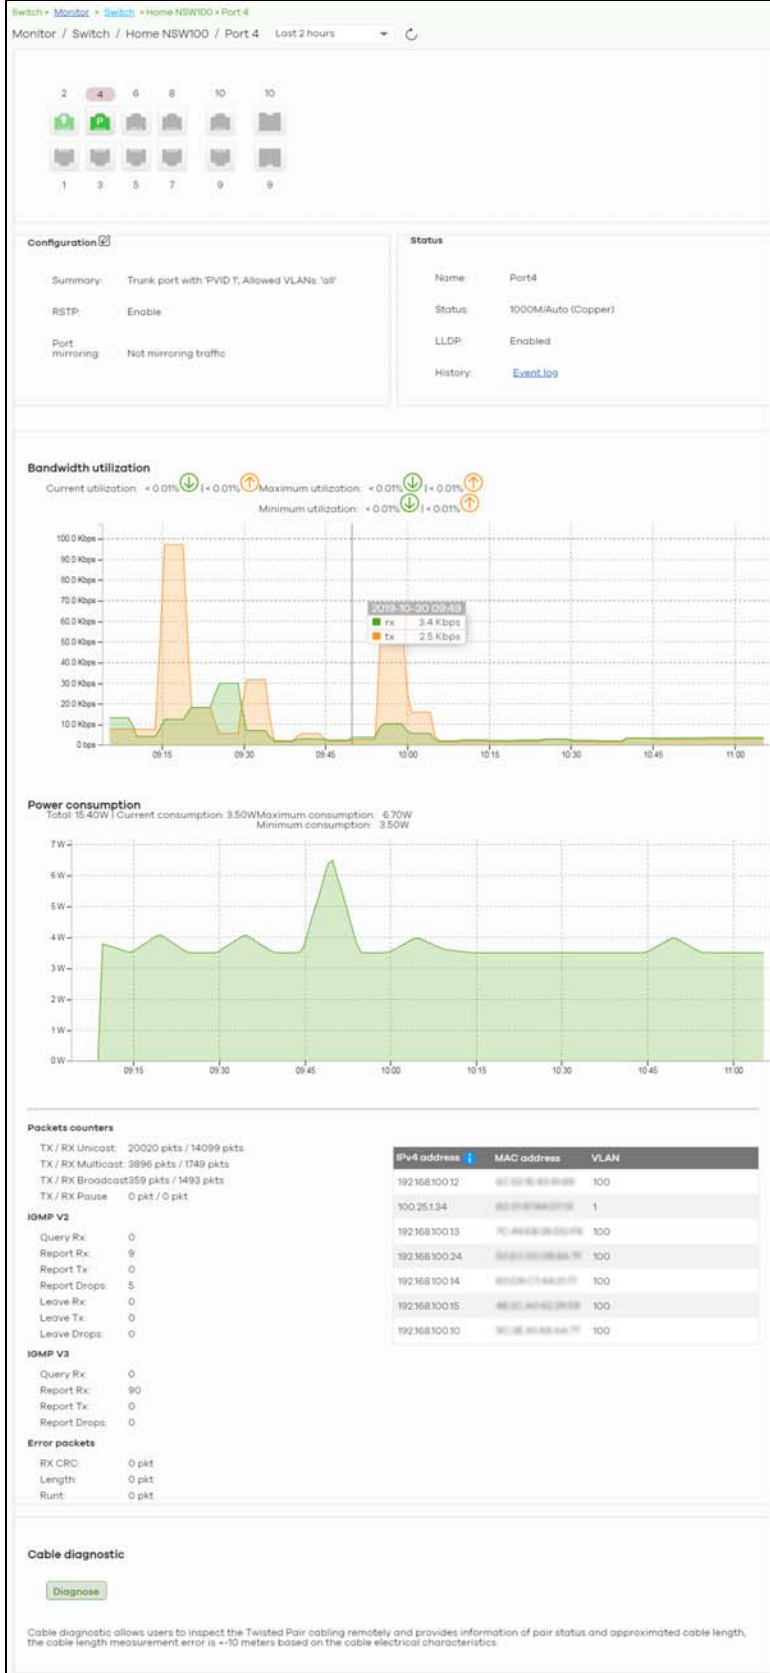 Switch > Monitor > Switch > Home NSW100 > Port 4
Monitor / Switch / Home NSW100 / Port 4 Last 2 hours
2 4 6 8 10 10
P
1 3 5 7 9 9
Configuration
Summary: Trunk port with 'PVID 1', Allowed VLANs: 'all'
RSTP: Enable
Port mirroring: Not mirroring traffic
Status
Name: Port4
Status: 1000M/Auto (Copper)
LLDP: Enabled
History: Event log
Bandwidth utilization
Current utilization: < 0.01% | < 0.01% Maximum utilization: < 0.01% | < 0.01%
Minimum utilization: < 0.01% | < 0.01%
100.0 Kbps
90.0 Kbps
80.0 Kbps
70.0 Kbps
60.0 Kbps
50.0 Kbps
40.0 Kbps
30.0 Kbps
20.0 Kbps
10.0 Kbps
0 bps
2019-10-30 09:49
rx 3.4 Kbps
tx 2.5 Kbps
09:15 09:30 09:45 10:00 10:15 10:30 10:45 11:00
Power consumption
Total: 15.40W | Current consumption: 3.50W Maximum consumption: 6.70W
Minimum consumption: 3.50W
7 W
6 W
5 W
4 W
3 W
2 W
1 W
0 W
09:15 09:30 09:45 10:00 10:15 10:30 10:45 11:00
Packets counters
TX / RX Unicast: 20020 pkts / 14099 pkts
TX / RX Multicast: 3896 pkts / 1749 pkts
TX / RX Broadcast 359 pkts / 1493 pkts
TX / RX Pause 0 pkt / 0 pkt
IGMP V2
Query Rx: 0
Report Rx: 9
Report Tx: 0
Report Drops: 5
Leave Rx: 0
Leave Tx: 0
Leave Drops: 0
IGMP V3
Query Rx: 0
Report Rx: 90
Report Tx: 0
Report Drops: 0
Error packets
RX CRC: 0 pkt
Length: 0 pkt
Runt: 0 pkt
IPv4 address i MAC address VLAN
192.168.100.12 100
100.25.1.34 1
192.168.100.13 100
192.168.100.24 100
192.168.100.14 100
192.168.100.15 100
192.168.100.10 100
Cable diagnostic
Diagnose
Cable diagnostic allows users to inspect the Twisted Pair cabling remotely and provides information of pair status and approximated cable length,
the cable length measurement error is +-10 meters based on the cable electrical characteristics.